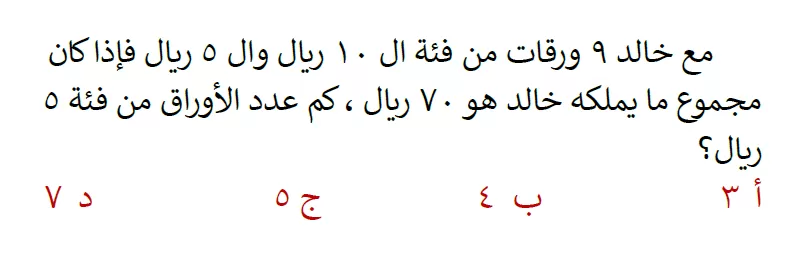 مع خالد ٩ ورقات من فئة ال ١٠ ريال وال ٥ ريال فإذا كان
مجموع ما يملكه خالد هو ٧٠ ريال ، كم عدد الأوراق من فئة ٥
ريال؟
أ ٣ ب ٤ ج ٥ د ٧